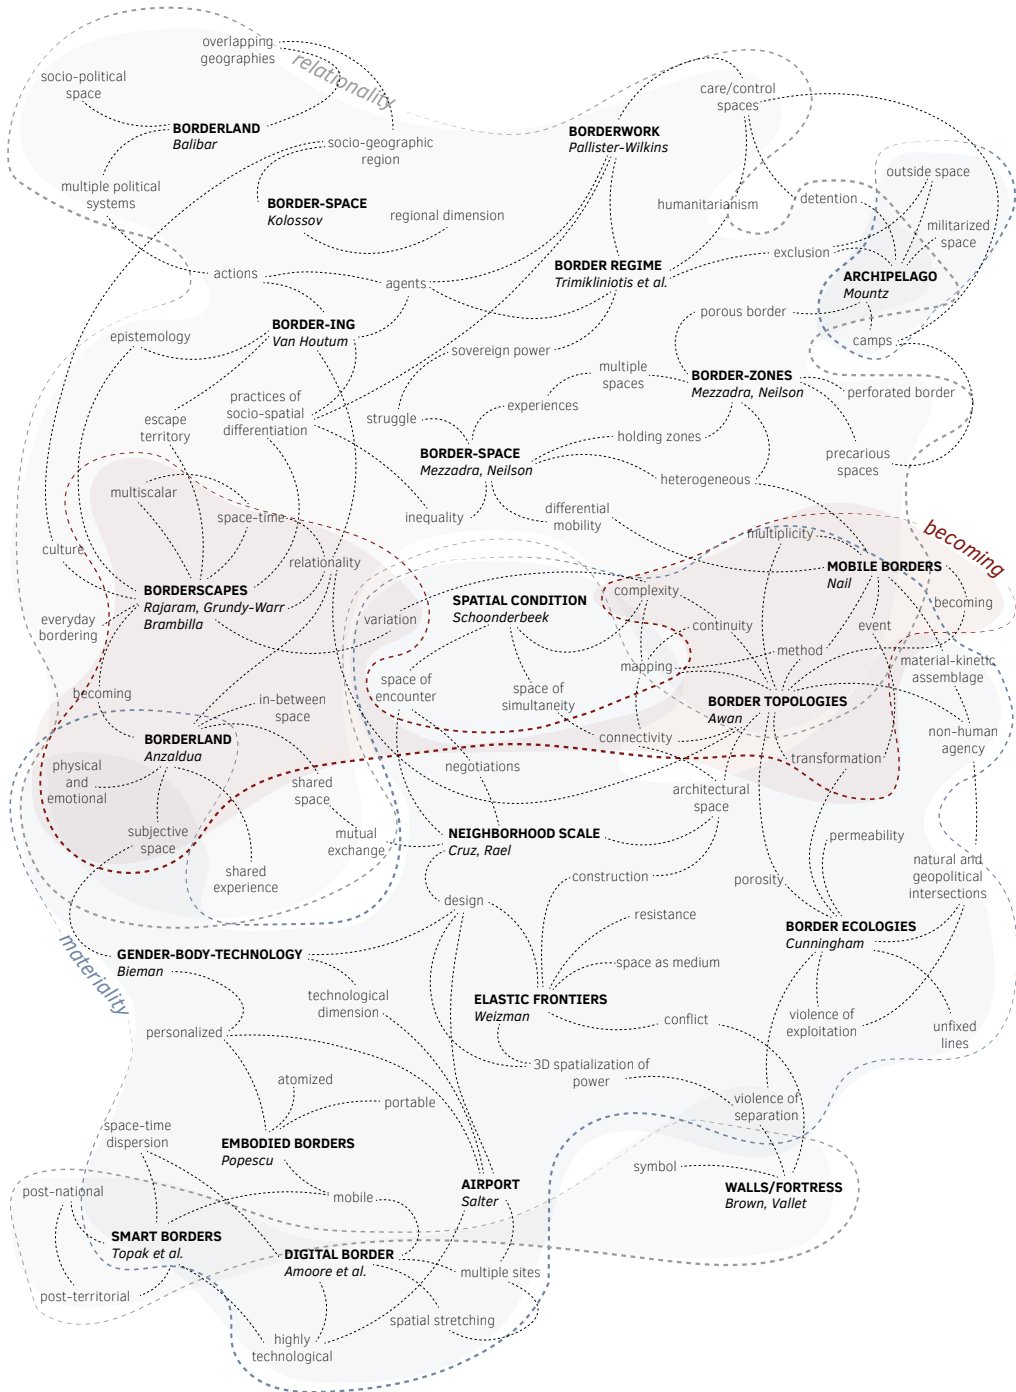 overlapping
geographies
relationality
socio-political
space
care/control
spaces
BORDERLAND
Balibar
BORDERWORK
Pallister-Wilkins
socio-geographic
region
outside space
multiple political
systems
BORDER-SPACE
Kolossov
regional dimension
humanitarianism
detention
militarized
space
exclusion
actions
agents
BORDER REGIME
Trimikliniotis et al.
ARCHIPELAGO
Mountz
porous border
epistemology
BORDER-ING
Van Houtum
sovereign power
camps
multiple
spaces
BORDER-ZONES
Mezzadra, Neilson
perforated border
practices of
socio-spatial
differentiation
escape
territory
struggle
experiences
holding zones
BORDER-SPACE
Mezzadra, Neilson
precarious
spaces
heterogeneous
multiscalar
space-time
inequality
differential
mobility
multiplicity
becoming
culture
relationality
MOBILE BORDERS
Nail
BORDERSCAPES
Rajaram, Grundy-Warr
Brambilla
SPATIAL CONDITION
Schoonderbeek
complexity
becoming
everyday
bordering
variation
continuity
event
method
mapping
material-kinetic
assemblage
space of
encounter
space of
simultaneity
becoming
in-between
space
BORDER TOPOLOGIES
Awan
BORDERLAND
Anzaldua
connectivity
non-human
agency
physical
and
emotional
negotiations
transformation
shared
space
architectural
space
subjective
space
mutual
exchange
NEIGHBORHOOD SCALE
Cruz, Rael
permeability
shared
experience
construction
porosity
natural and
geopolitical
intersections
design
resistance
BORDER ECOLOGIES
Cunningham
materiality
GENDER-BODY-TECHNOLOGY
Bieman
space as medium
technological
dimension
ELASTIC FRONTIERS
Weizman
personalized
conflict
violence of
exploitation
unfixed
lines
3D spatialization of
power
atomized
portable
violence of
separation
space-time
dispersion
EMBODIED BORDERS
Popescu
symbol
post-national
mobile
AIRPORT
Salter
WALLS/FORTRESS
Brown, Vallet
SMART BORDERS
Topak et al.
DIGITAL BORDER
Amoore et al.
multiple sites
post-territorial
spatial stretching
highly
technological